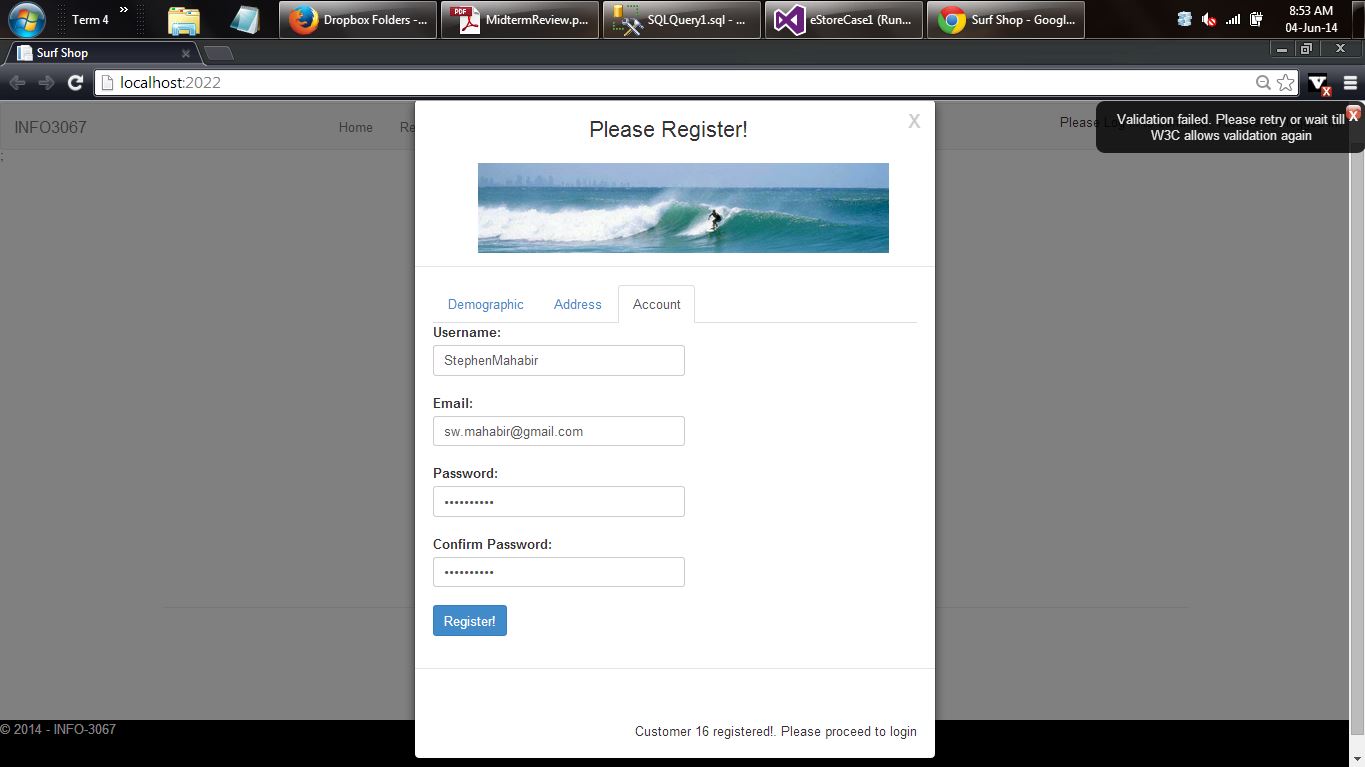 Term 4
»
Dropbox Folders -...
MidtermReview.p...
SQLQuery1.sql - ...
eStoreCase1 (Run...
Surf Shop - Googl...
8:53 AM
04-Jun-14
Surf Shop
localhost:2022
INFO3067
Home
Re
Please Register!
X
Please Log
Validation failed. Please retry or wait till
W3C allows validation again
X
;
Demographic
Address
Account
Username:
StephenMahabir
Email:
sw.mahabir@gmail.com
Password:
••••••••••
Confirm Password:
••••••••••
Register!
© 2014 - INFO-3067
Customer 16 registered!. Please proceed to login